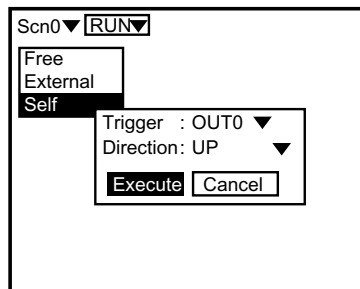 Scn0▼ RUN▼
Free
External
Self
Trigger : OUT0 ▼
Direction: UP ▼
Execute Cancel